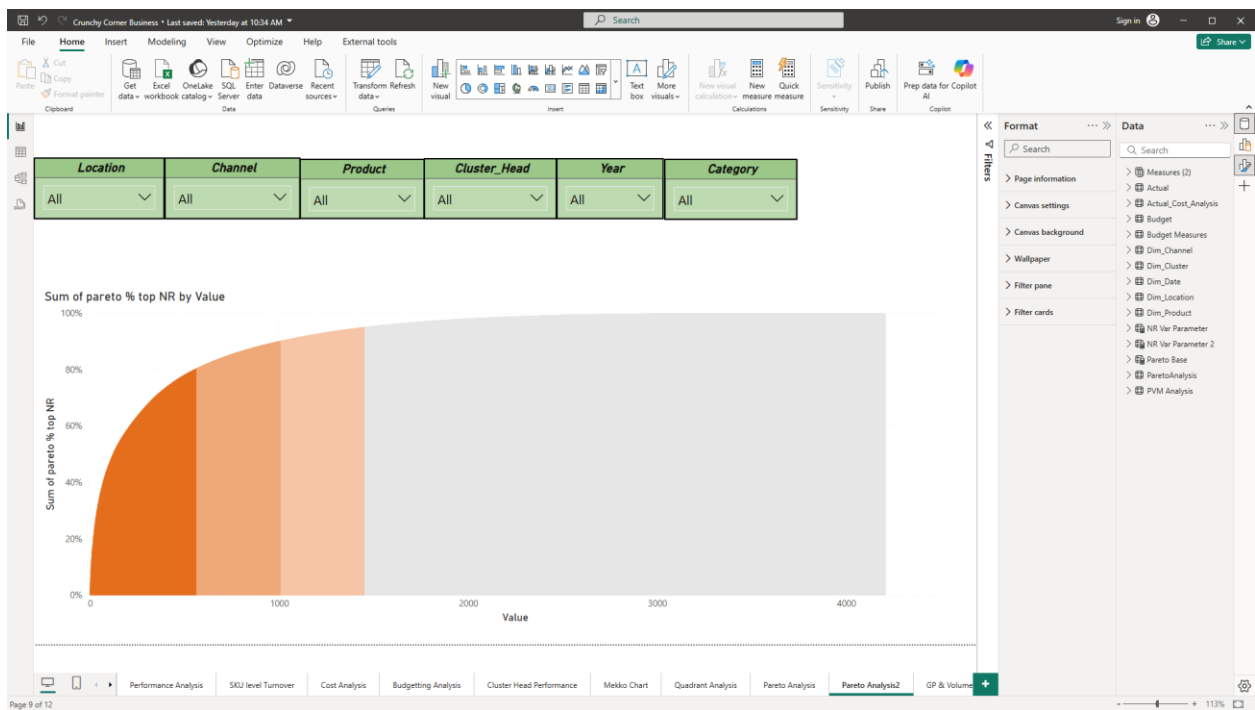 Crunchy Corner Business • Last saved: Yesterday at 10:34 AM
Search
Sign in
File Home Insert Modeling View Optimize Help External tools
Share
Paste
Cut
Copy
Format painter
Clipboard
Get data
Excel workbook
OneLake catalog
SQL Server
Enter data
Dataverse
Recent sources
Data
Transform data
Refresh
Queries
New visual
Text box
More visuals
Insert
New visual calculation
New measure
Quick measure
Calculations
Sensitivity
Sensitivity
Publish
Share
Prep data for AI
Copilot
Copilot
Location Channel Product Cluster_Head Year Category
All All All All All All
Sum of pareto % top NR by Value
Sum of pareto % top NR
100%
80%
60%
40%
20%
0%
0 1000 2000 3000 4000
Value
Filters
Format
Search
Page information
Canvas settings
Canvas background
Wallpaper
Filter pane
Filter cards
Data
Search
Measures (2)
Actual
Actual_Cost_Analysis
Budget
Budget Measures
Dim_Channel
Dim_Cluster
Dim_Date
Dim_Location
Dim_Product
NR Var Parameter
NR Var Parameter 2
Pareto Base
ParetoAnalysis
PVM Analysis
Performance Analysis SKU level Turnover Cost Analysis Budgetting Analysis Cluster Head Performance Mekko Chart Quadrant Analysis Pareto Analysis Pareto Analysis2 GP & Volume
Page 9 of 12
113%